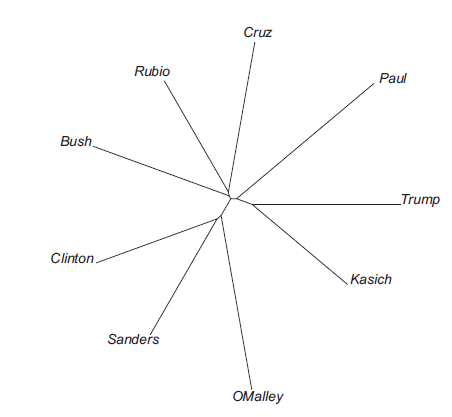 Cruz
Rubio
Paul
Bush
Trump
Clinton
Kasich
Sanders
OMalley